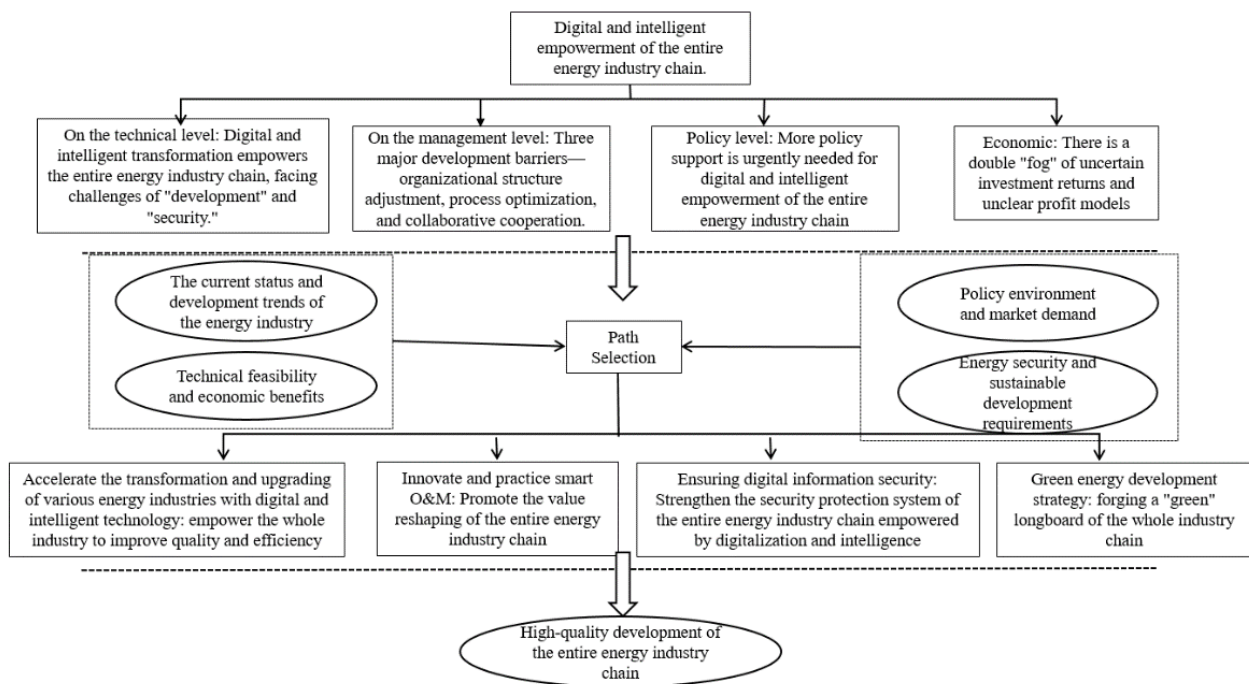 Digital and intelligent
empowerment of the entire
energy industry chain.
On the technical level: Digital and
intelligent transformation empowers
the entire energy industry chain, facing
challenges of "development" and
"security."
On the management level: Three
major development barriers—
organizational structure
adjustment, process optimization,
and collaborative cooperation.
Policy level: More policy
support is urgently needed for
digital and intelligent
empowerment of the entire
energy industry chain
Economic: There is a
double "fog" of uncertain
investment returns and
unclear profit models
The current status and
development trends of
the energy industry
Technical feasibility
and economic benefits
Path
Selection
Policy environment
and market demand
Energy security and
sustainable
development
requirements
Accelerate the transformation and upgrading
of various energy industries with digital and
intelligent technology: empower the whole
industry to improve quality and efficiency
Innovate and practice smart
O&M: Promote the value
reshaping of the entire energy
industry chain
Ensuring digital information security:
Strengthen the security protection system of
the entire energy industry chain empowered
by digitalization and intelligence
Green energy development
strategy: forging a "green"
longboard of the whole industry
chain
High-quality development of
the entire energy industry
chain